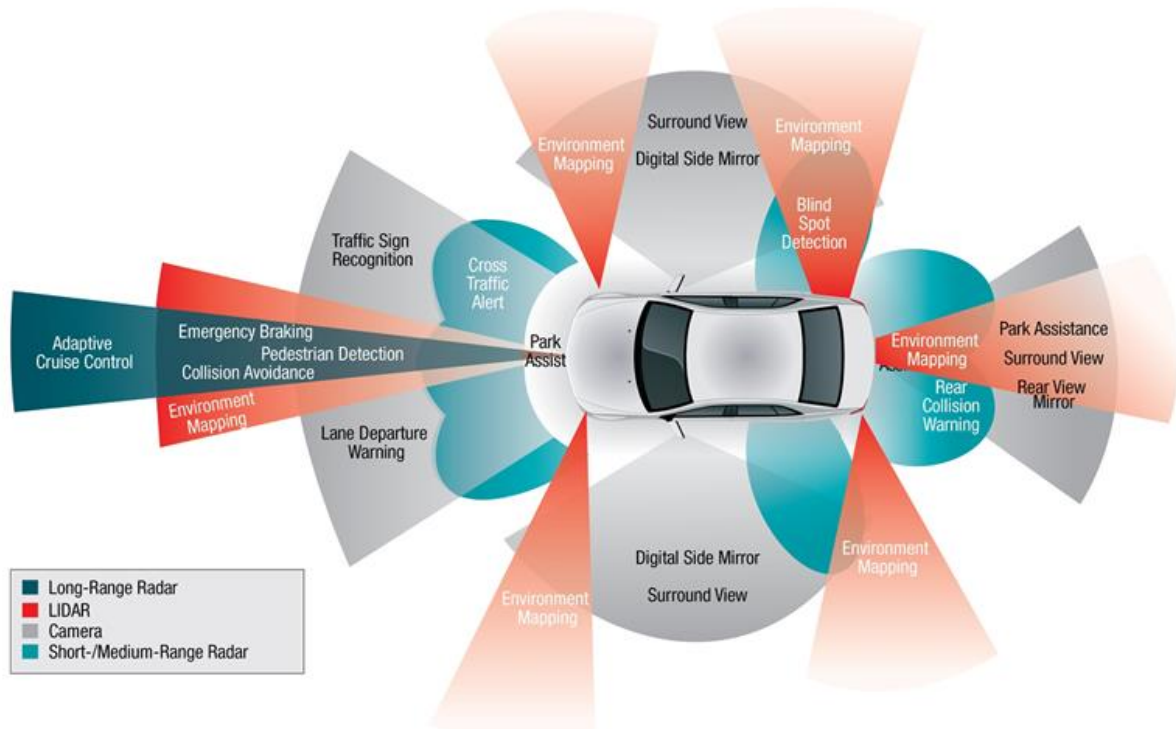 Environment
Mapping
Surround View
Digital Side Mirror
Environment
Mapping
Blind
Spot
Detection
Traffic Sign
Recognition
Cross
Traffic
Alert
Adaptive
Cruise Control
Emergency Braking
Pedestrian Detection
Collision Avoidance
Environment
Mapping
Lane Departure
Warning
Park
Assist
Environment
Mapping
Rear
Collision
Warning
Park Assistance
Surround View
Rear View
Mirror
Environment
Mapping
Digital Side Mirror
Surround View
Environment
Mapping
Long-Range Radar
LIDAR
Camera
Short-/Medium-Range Radar